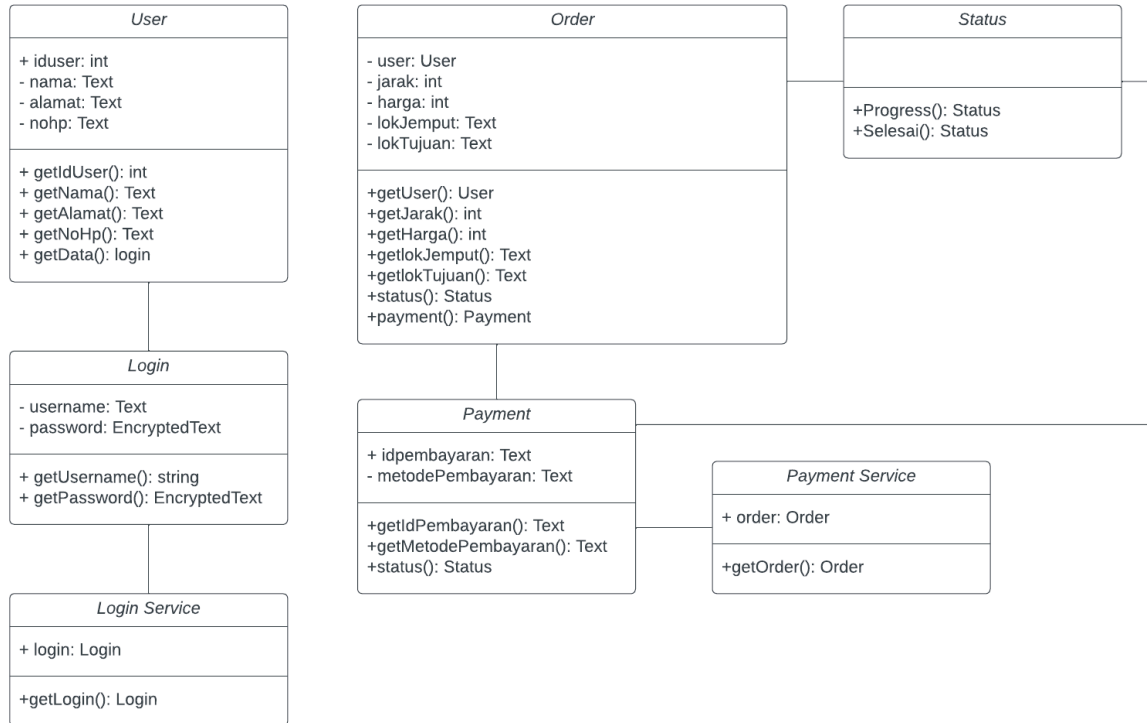 User
+ iduser: int
- nama: Text
- alamat: Text
- nohp: Text
+ getIdUser(): int
+ getNama(): Text
+ getAlamat(): Text
+ getNoHp(): Text
+ getData(): login
Login
- username: Text
- password: EncryptedText
+ getUsername(): string
+ getPassword(): EncryptedText
Login Service
+ login: Login
+getLogin(): Login
Order
- user: User
- jarak: int
- harga: int
- lokJemput: Text
- lokTujuan: Text
+getUser(): User
+getJarak(): int
+getHarga(): int
+getlokJemput(): Text
+getlokTujuan(): Text
+status(): Status
+payment(): Payment
Payment
+ idpembayaran: Text
- metodePembayaran: Text
+getIdPembayaran(): Text
+getMetodePembayaran(): Text
+status(): Status
Payment Service
+ order: Order
+getOrder(): Order
Status
+Progress(): Status
+Selesai(): Status